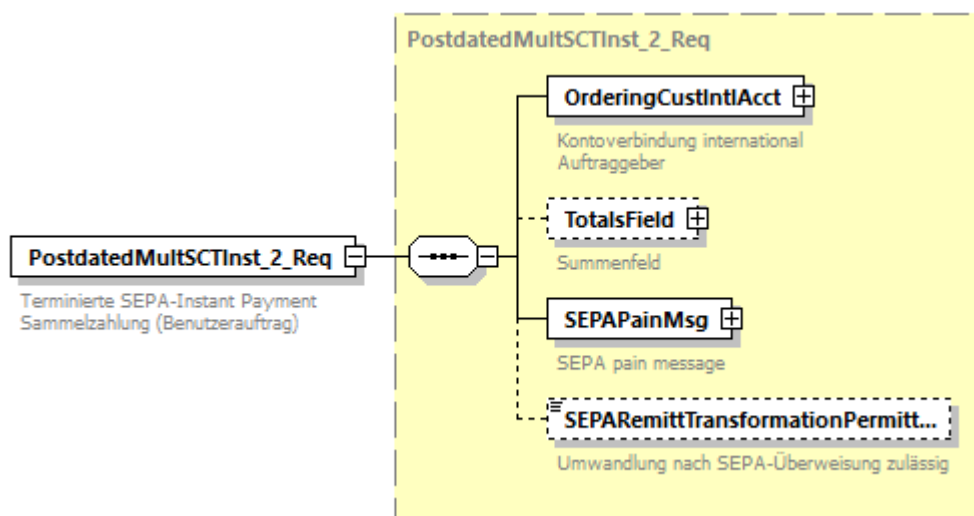 PostdatedMultSCTInst_2_Req
OrderingCustIntlAcct
Kontoverbindung international
Auftraggeber
TotalsField
Summenfeld
PostdatedMultSCTInst_2_Req
Terminierte SEPA-Instant Payment
Sammelzahlung (Benutzerauftrag)
SEPAPainMsg
SEPA pain message
SEPARemittTransformationPermitt...
Umwandlung nach SEPA-Überweisung zulässig